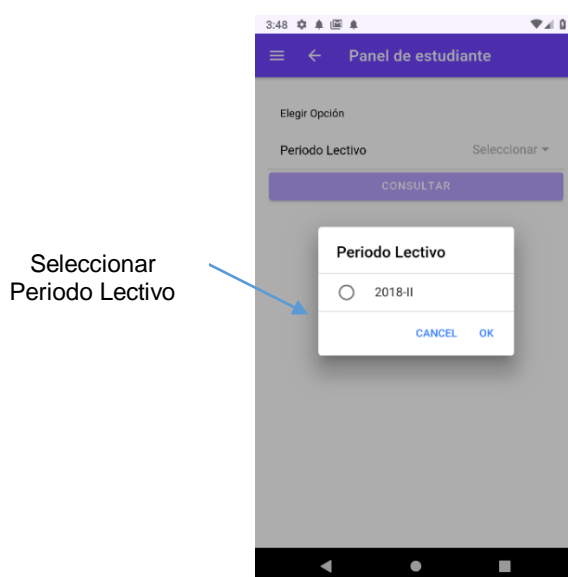 3:48
Panel de estudiante
Elegir Opción
Periodo Lectivo Seleccionar
CONSULTAR
Periodo Lectivo
2018-II
CANCEL OK
Seleccionar
Periodo Lectivo